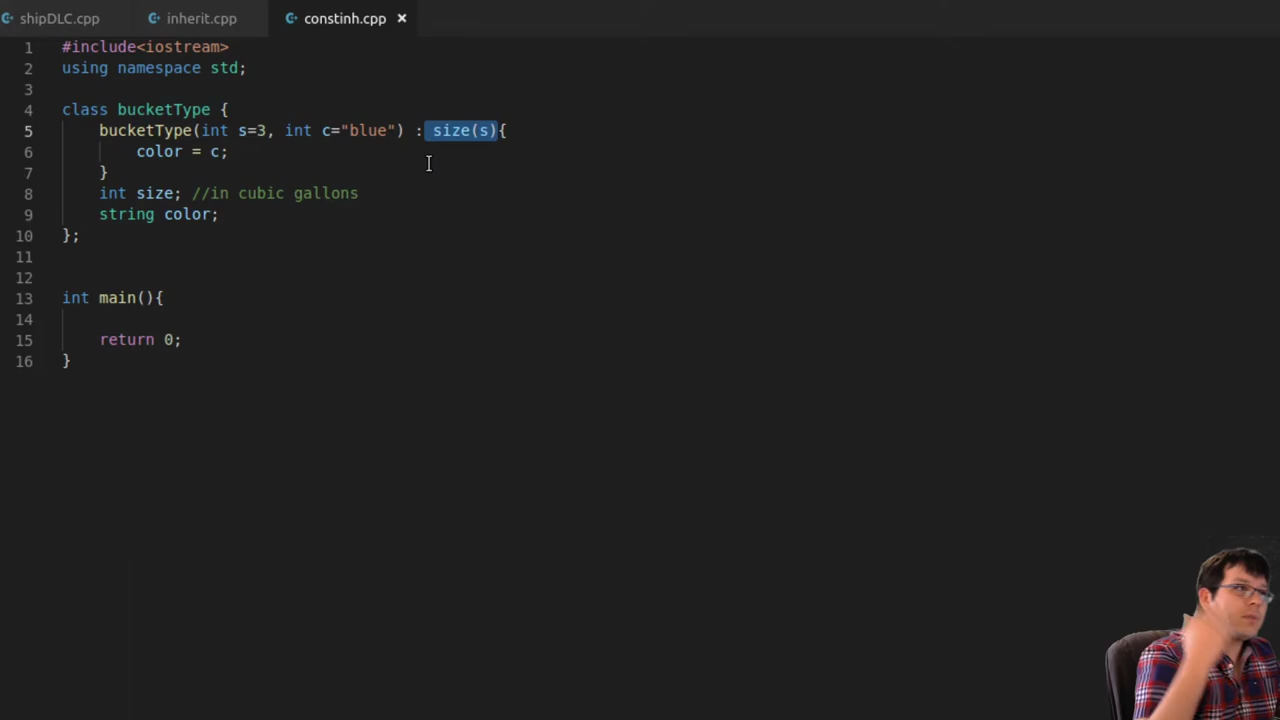 shipDLC.cpp inherit.cpp constinh.cpp ×
1 #include<iostream>
2 using namespace std;
3
4 class bucketType {
5 bucketType(int s=3, int c="blue") : size(s){
6 color = c;
7 }
8 int size; //in cubic gallons
9 string color;
10 };
11
12
13 int main(){
14
15 return 0;
16 }